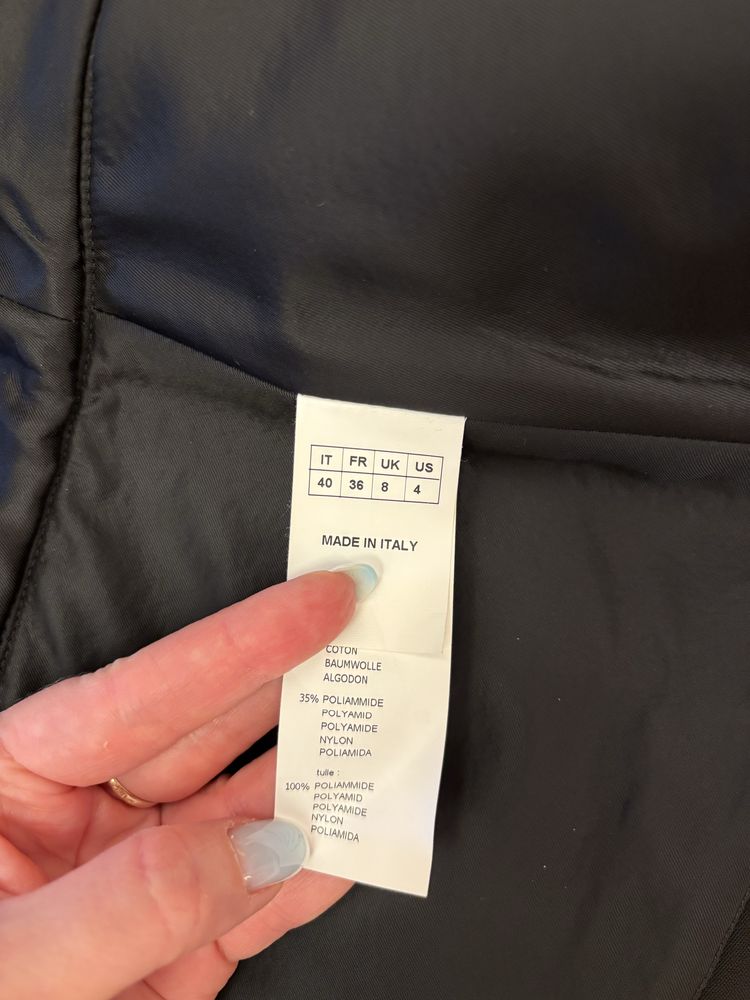 IT FR UK US
40 36 8 4
MADE IN ITALY
COTON
BAUMWOLLE
ALGODON
35% POLIAMMIDE
POLYAMID
POLYAMIDE
NYLON
POLIAMIDA
tulle :
100% POLIAMMIDE
POLYAMID
POLYAMIDE
NYLON
POLIAMIDA